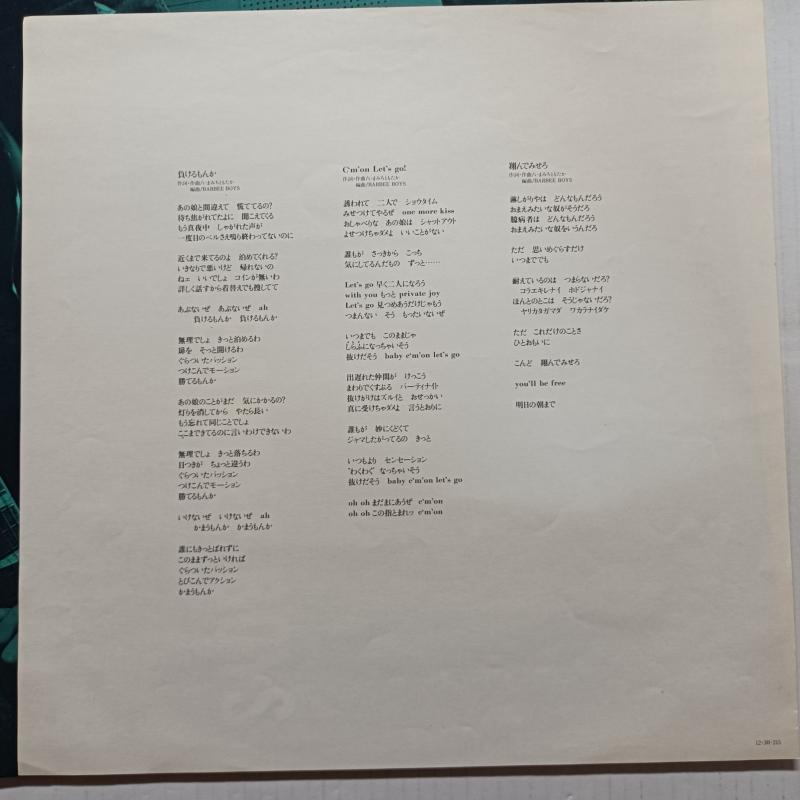 負けるもんか
作詞・作曲/いまみちともたか
編曲/BARBEE BOYS
あの娘と間違えて　慌ててるの?
待ち焦がれてたよに　聞こえてくる
もう真夜中　しゃがれた声が
一度目のベルさえ鳴り終わってないのに
近くまで来てるのよ　泊めてくれる?
いきなりで悪いけど　帰れないの
ねェ　いいでしょ　コインが無いわ
詳しく話すから着替えでも捜してて
あぶないぜ　あぶないぜ　ah
負けるもんか　負けるもんか
無理でしょ　きっと泊めるわ
扉を　そっと開けるわ
ぐらついたパッション
つけこんでモーション
勝てるもんか
あの娘のことがまだ　気にかかるの?
灯りを消してから　やたら長い
もう忘れて同じことでしょ
ここまできてるのに言いわけできないわ
無理でしょ　きっと落ちるわ
目つきが　ちょっと違うわ
ぐらついたパッション
つけこんでモーション
勝てるもんか
いけないぜ　いけないぜ　ah
かまうもんか　かまうもんか
誰にもきっとばれずに
このままずっといければ
ぐらついたパッション
とびこんでアクション
かまうもんか
C'm'on Let's go!
作詞・作曲/いまみちともたか
編曲/BARBEE BOYS
誘われて　二人で　ショウタイム
みせつけてやるぜ　one more kiss
おしゃべりな　あの娘は　シャットアウト
よせつけちゃダメよ　いいことがない
誰もが　さっきから　こっち
気にしてるんだもの　ずっと……
Let's go 早く二人になろう
with you もっと private joy
Let's go 見つめあうだけじゃもう
つまんない　そう　もったいないぜ
いつまでも　このままじゃ
しらふになっちゃいそう
抜けだそう　baby c'm'on let's go
出遅れた仲間が　けっこう
まわりでくすぶる　パーティナイト
抜けがけはズルイと　おせっかい
真に受けちゃダメよ　言うとおりに
誰もが　妙にくどくて
ジャマしたがってるの　きっと
いつもより　センセーション
“わくわく”なっちゃいそう
抜けだそう　baby c'm'on let's go
oh oh まだまにあうぜ　c'm'on
oh oh この指とまれッ　c'm'on
翔んでみせろ
作詞・作曲/いまみちともたか
編曲/BARBEE BOYS
淋しがりやは　どんなもんだろう
おまえみたいな奴がそうだろ
臆病者は　どんなもんだろう
おまえみたいな奴をいうんだろ
ただ　思いめぐらすだけ
いつまででも
耐えているのは　つまらないだろ?
コラエキレナイ　ホドジャナイ
ほんとのとこは　そうじゃないだろ?
ヤリカタガマダ　ワカラナイダケ
ただ　これだけのことさ
ひとおもいに
こんど　翔んでみせろ
you'll be free
明日の朝まで